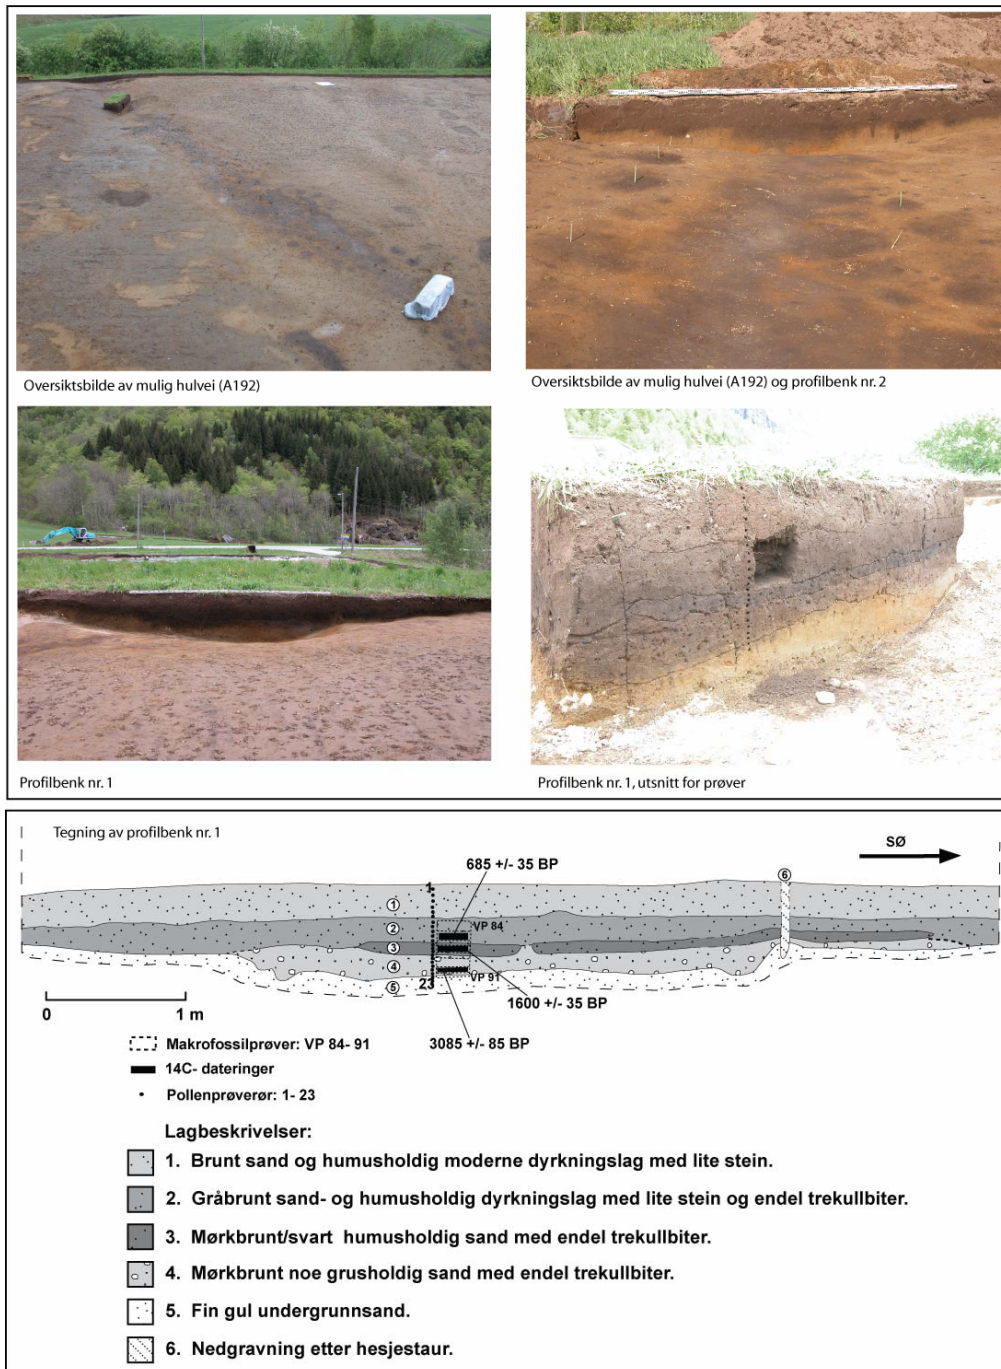 Oversiktsbilde av mulig hulvei (A192)
Oversiktsbilde av mulig hulvei (A192) og profilbenk nr. 2
Profilbenk nr. 1
Profilbenk nr. 1, utsnitt for prøver
Tegning av profilbenk nr. 1
SØ
685 +/- 35 BP
6
1
1
2
VP 84
3
4
VP 91
5
23
1600 +/- 35 BP
0 1 m
3085 +/- 85 BP
Makrofossilprøver: VP 84- 91
14C- dateringer
Pollenprøverør: 1- 23
Lagbeskrivelser:
1. Brunt sand og humusholdig moderne dyrkningslag med lite stein.
2. Gråbrunt sand- og humusholdig dyrkningslag med lite stein og endel trekullbiter.
3. Mørkbrunt/svart humusholdig sand med endel trekullbiter.
4. Mørkbrunt noe grusholdig sand med endel trekullbiter.
5. Fin gul undergrunnsand.
6. Nedgravning etter hesjestaur.